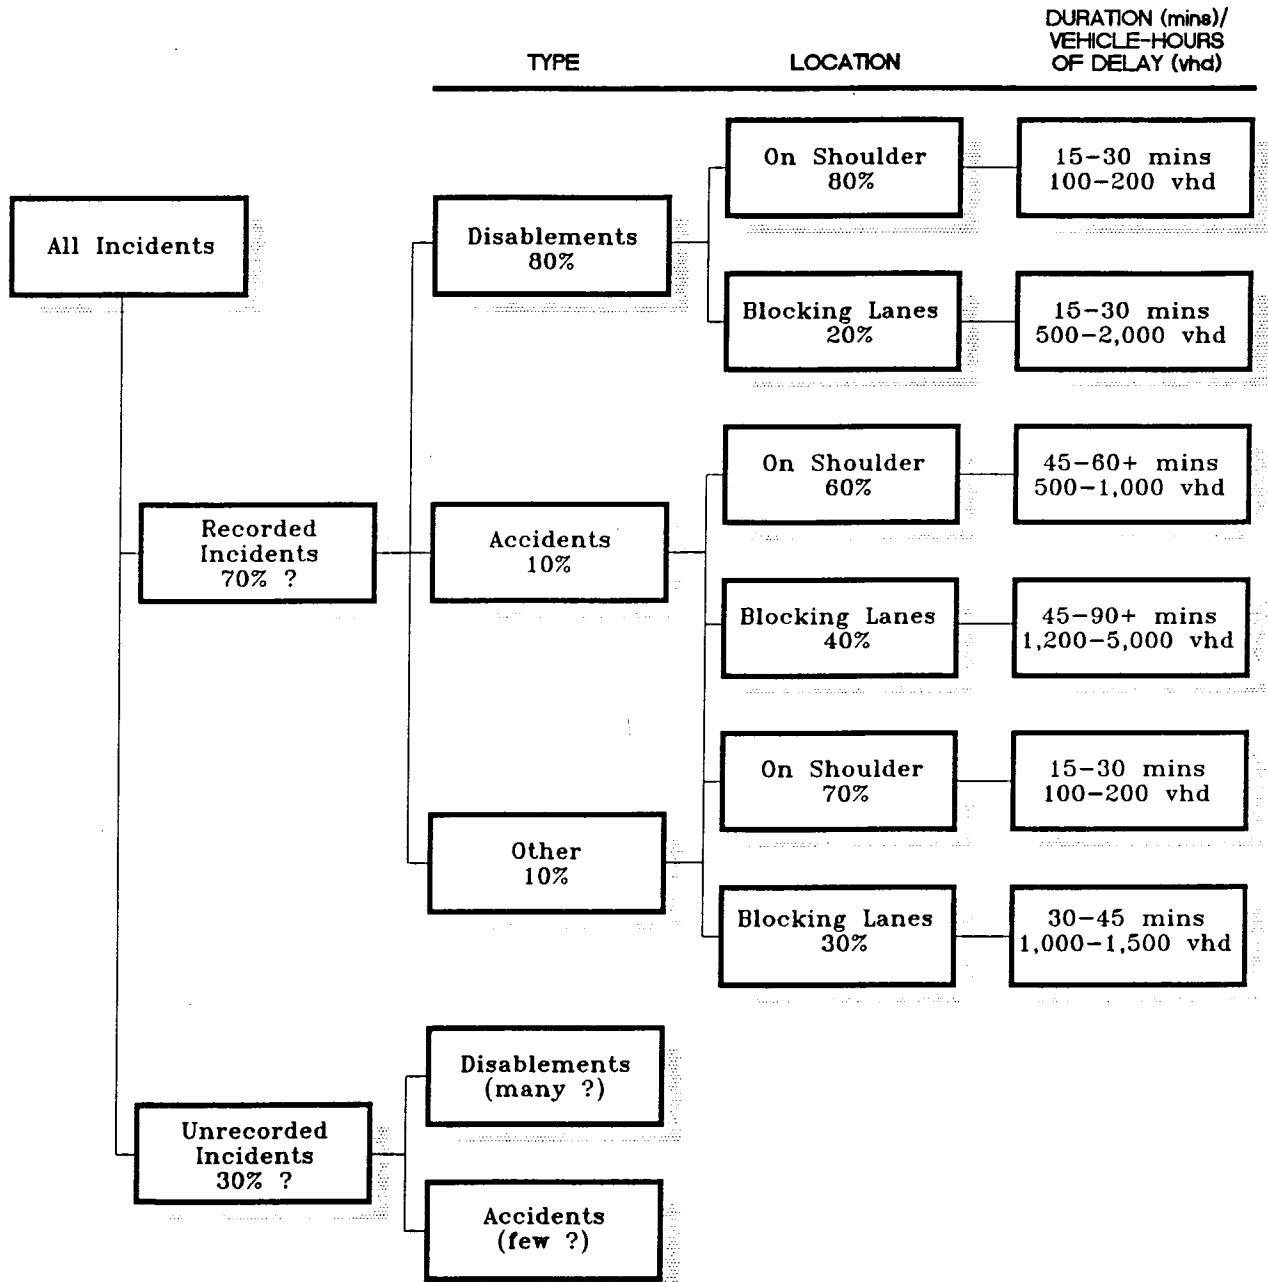 TYPE
LOCATION
DURATION (mins)/
VEHICLE-HOURS
OF DELAY (vhd)
All Incidents
Recorded
Incidents
70% ?
Disablements
80%
On Shoulder
80%
15-30 mins
100-200 vhd
Blocking Lanes
20%
15-30 mins
500-2,000 vhd
Accidents
10%
On Shoulder
60%
45-60+ mins
500-1,000 vhd
Blocking Lanes
40%
45-90+ mins
1,200-5,000 vhd
Other
10%
On Shoulder
70%
15-30 mins
100-200 vhd
Blocking Lanes
30%
30-45 mins
1,000-1,500 vhd
Unrecorded
Incidents
30% ?
Disablements
(many ?)
Accidents
(few ?)